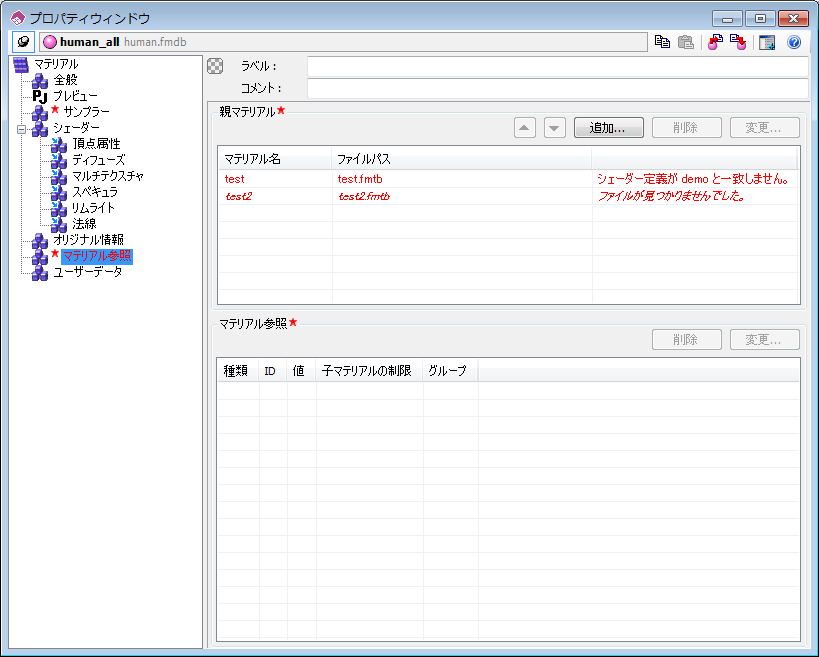 プロパティウィンドウ
human_all human.fmdb
マテリアル
全般
プレビュー
★ サンプラー
シェーダー
頂点属性
ディフューズ
マルチテクスチャ
スペキュラ
リムライト
法線
オリジナル情報
★ マテリアル参照
ユーザーデータ
ラベル：
コメント：
親マテリアル★
追加... 削除 変更...
マテリアル名 ファイルパス
test test.fmtb シェーダー定義が demo と一致しません。
test2 test2.fmtb ファイルが見つかりませんでした。
マテリアル参照★
削除 変更...
種類 ID 値 子マテリアルの制限 グループ